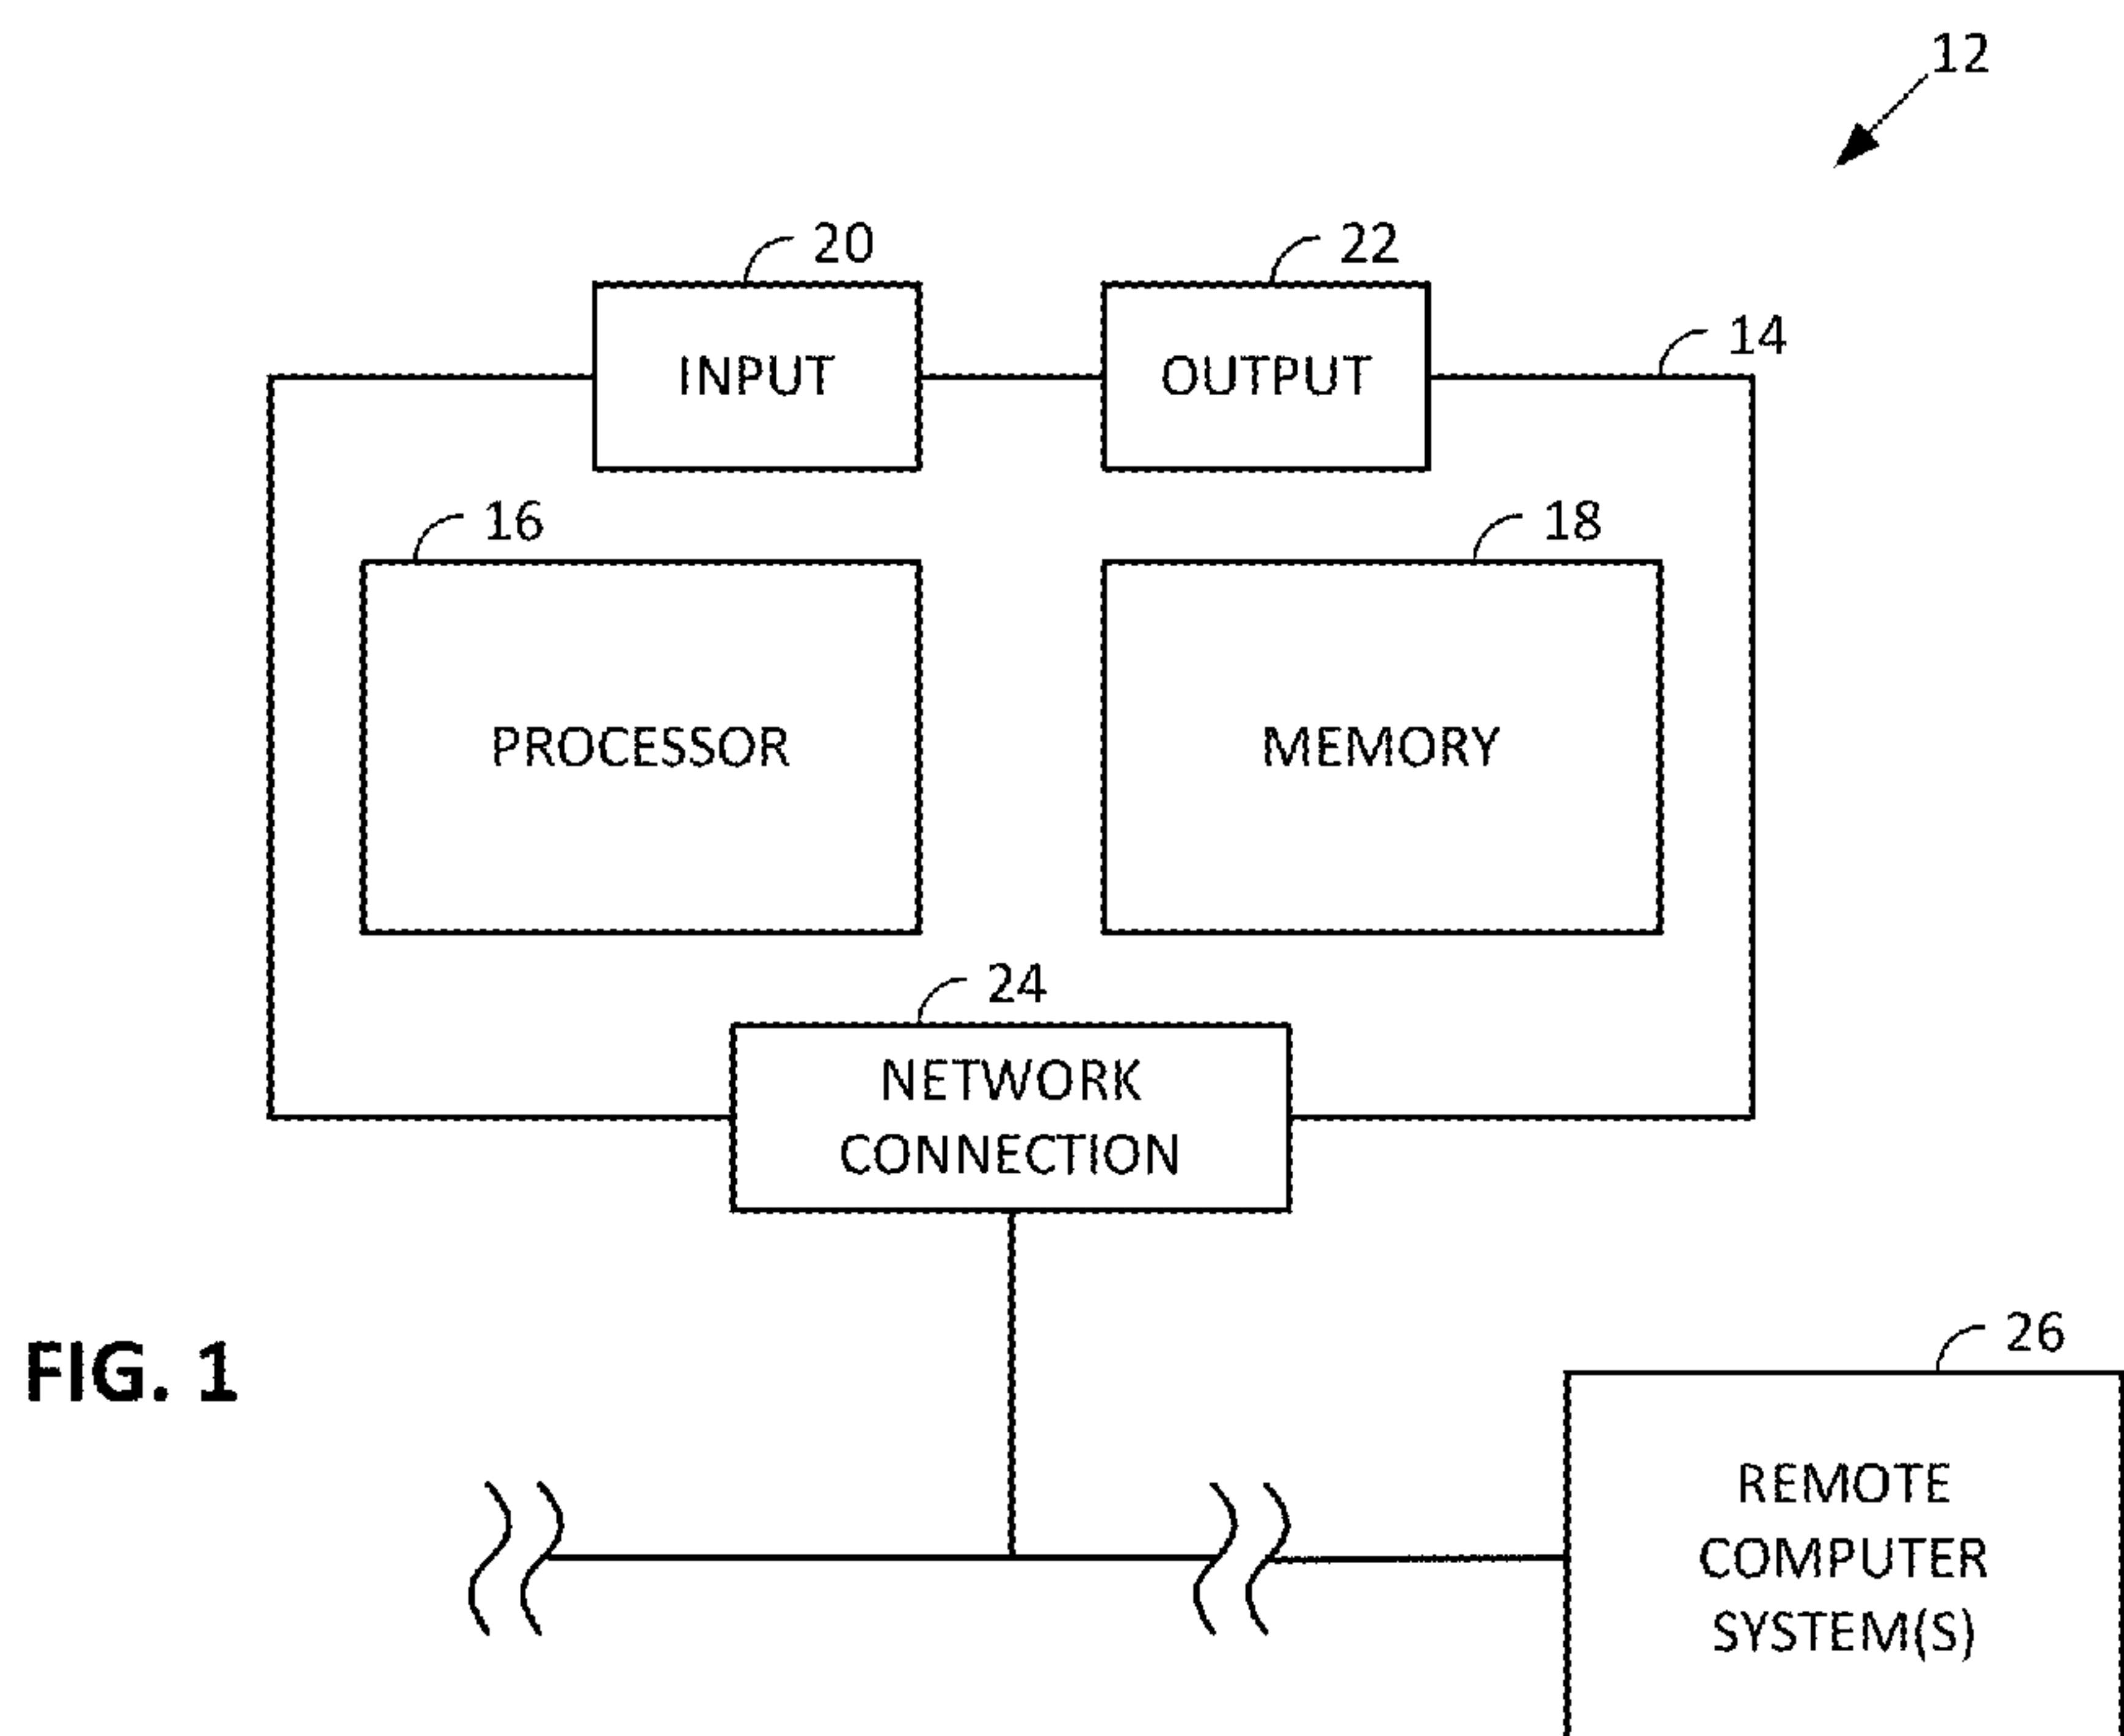 12
20
22
INPUT
OUTPUT
14
16
18
PROCESSOR
MEMORY
24
NETWORK
CONNECTION
FIG. 1
26
REMOTE
COMPUTER
SYSTEM(S)